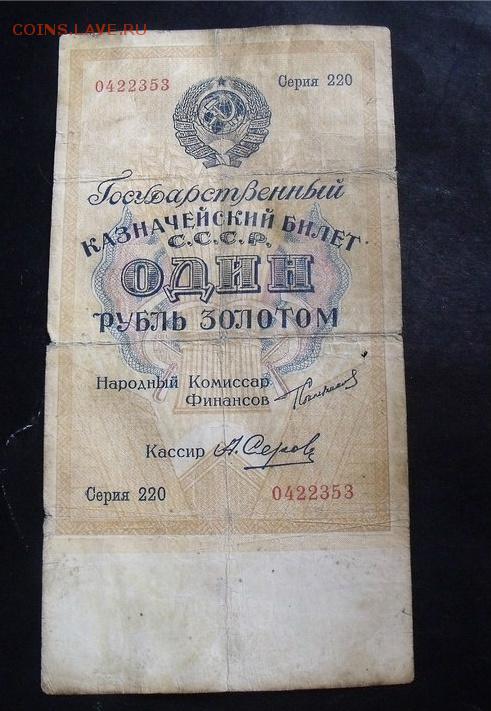 COINS.LAVE.RU
0422353 Серия 220
Государственный
КАЗНАЧЕЙСКИЙ БИЛЕТ
С.С.С.Р.
ОДИН
РУБЛЬ ЗОЛОТОМ
Народный Комиссар
Финансов
Кассир А. Серов
Серия 220 0422353